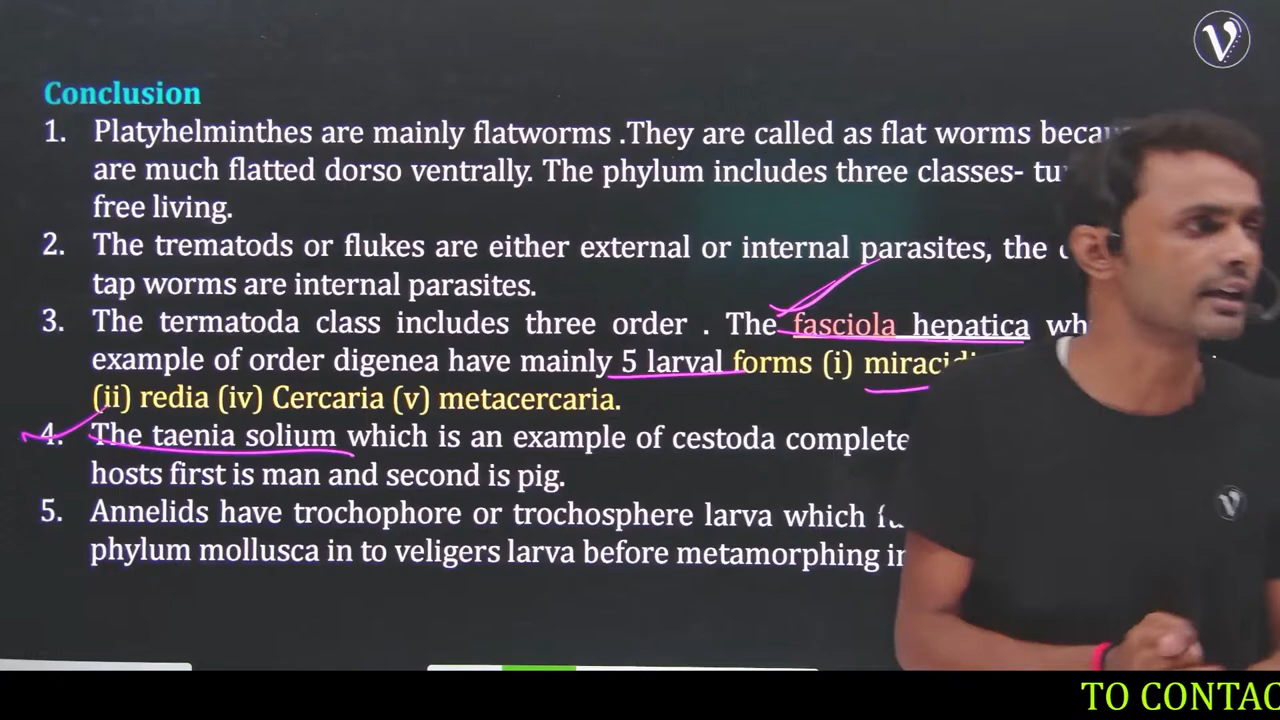 V
Conclusion
1. Platyhelminthes are mainly flatworms .They are called as flat worms
are much flatted dorso ventrally. The phylum includes three classes-
free living.
2. The trematods or flukes are either external or internal parasites, the
tap worms are internal parasites.
3. The termatoda class includes three order . The fasciola hepatica
example of order digenea have mainly 5 larval forms (i)
(ii) redia (iv) Cercaria (v) metacercaria.
4. The taenia solium which is an example of cestoda complete
hosts first is man and second is pig.
5. Annelids have trochophore or trochosphere larva which
phylum mollusca in to veligers larva before metamorphing
V
TO CONTAC